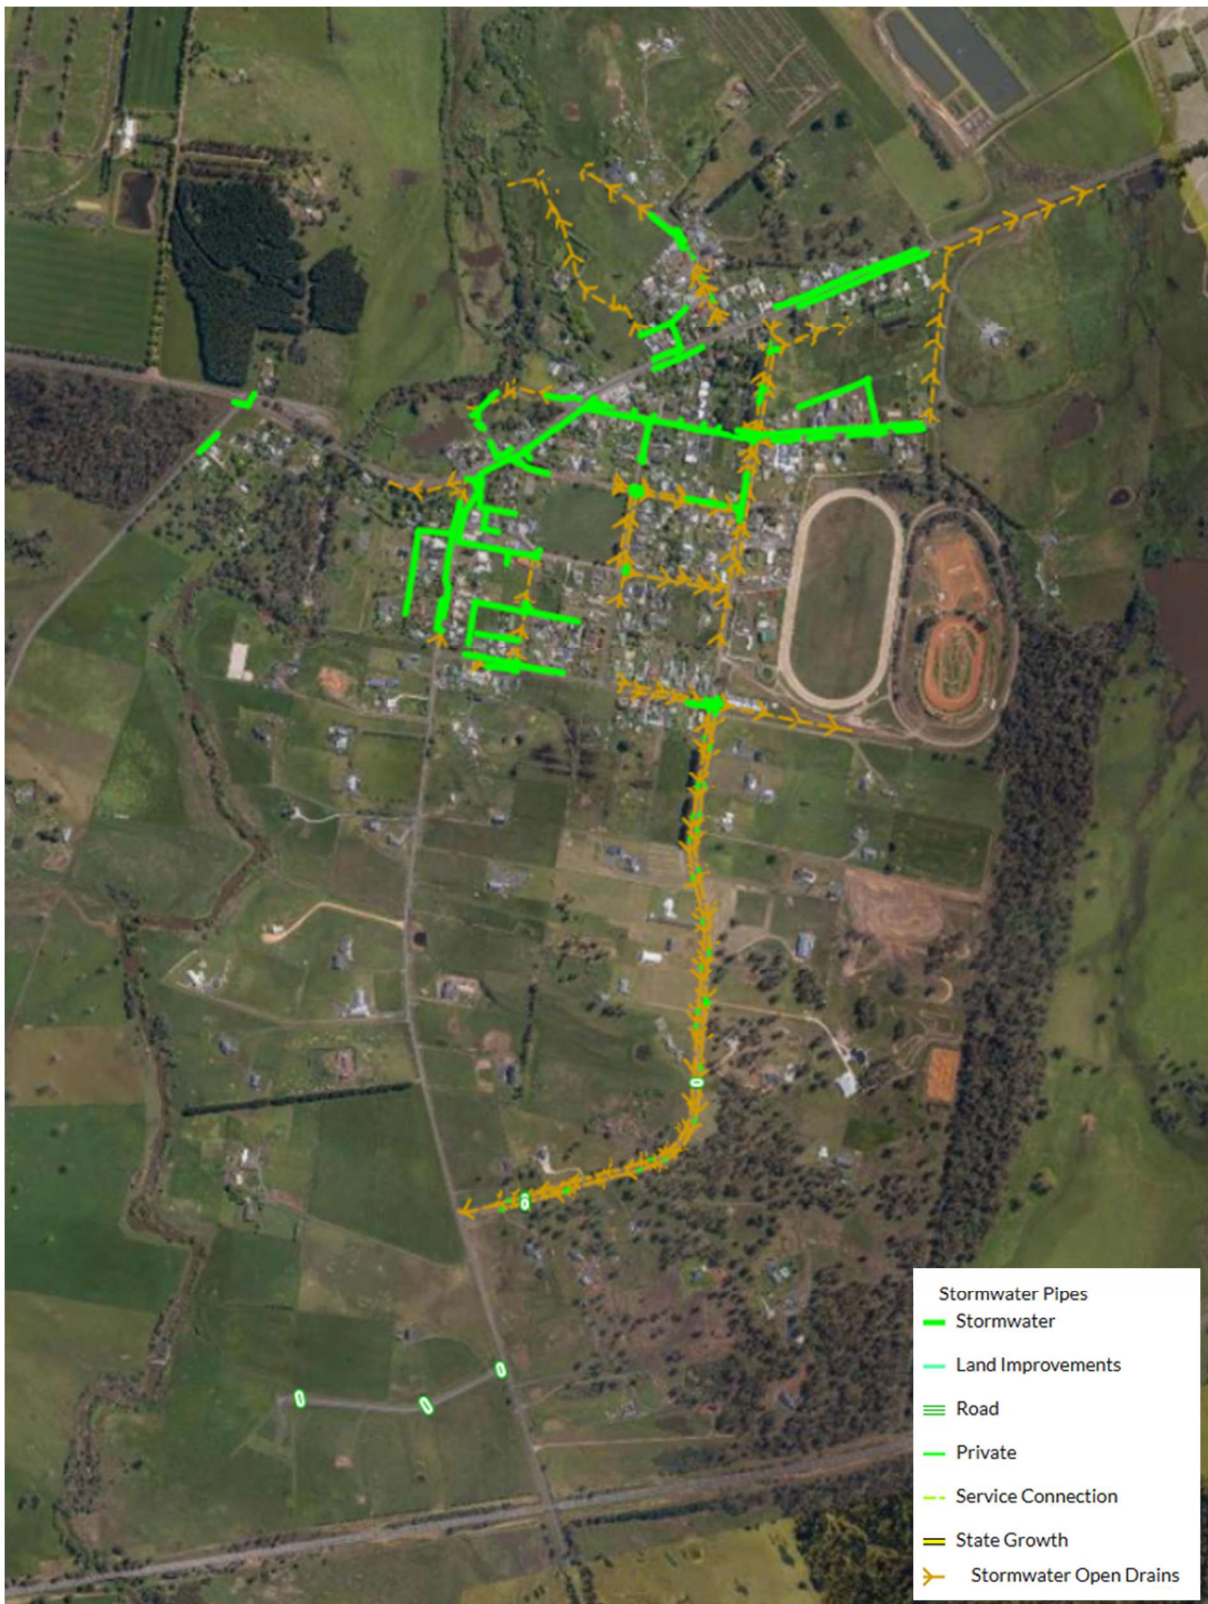 Stormwater Pipes
Stormwater
Land Improvements
Road
Private
Service Connection
State Growth
Stormwater Open Drains